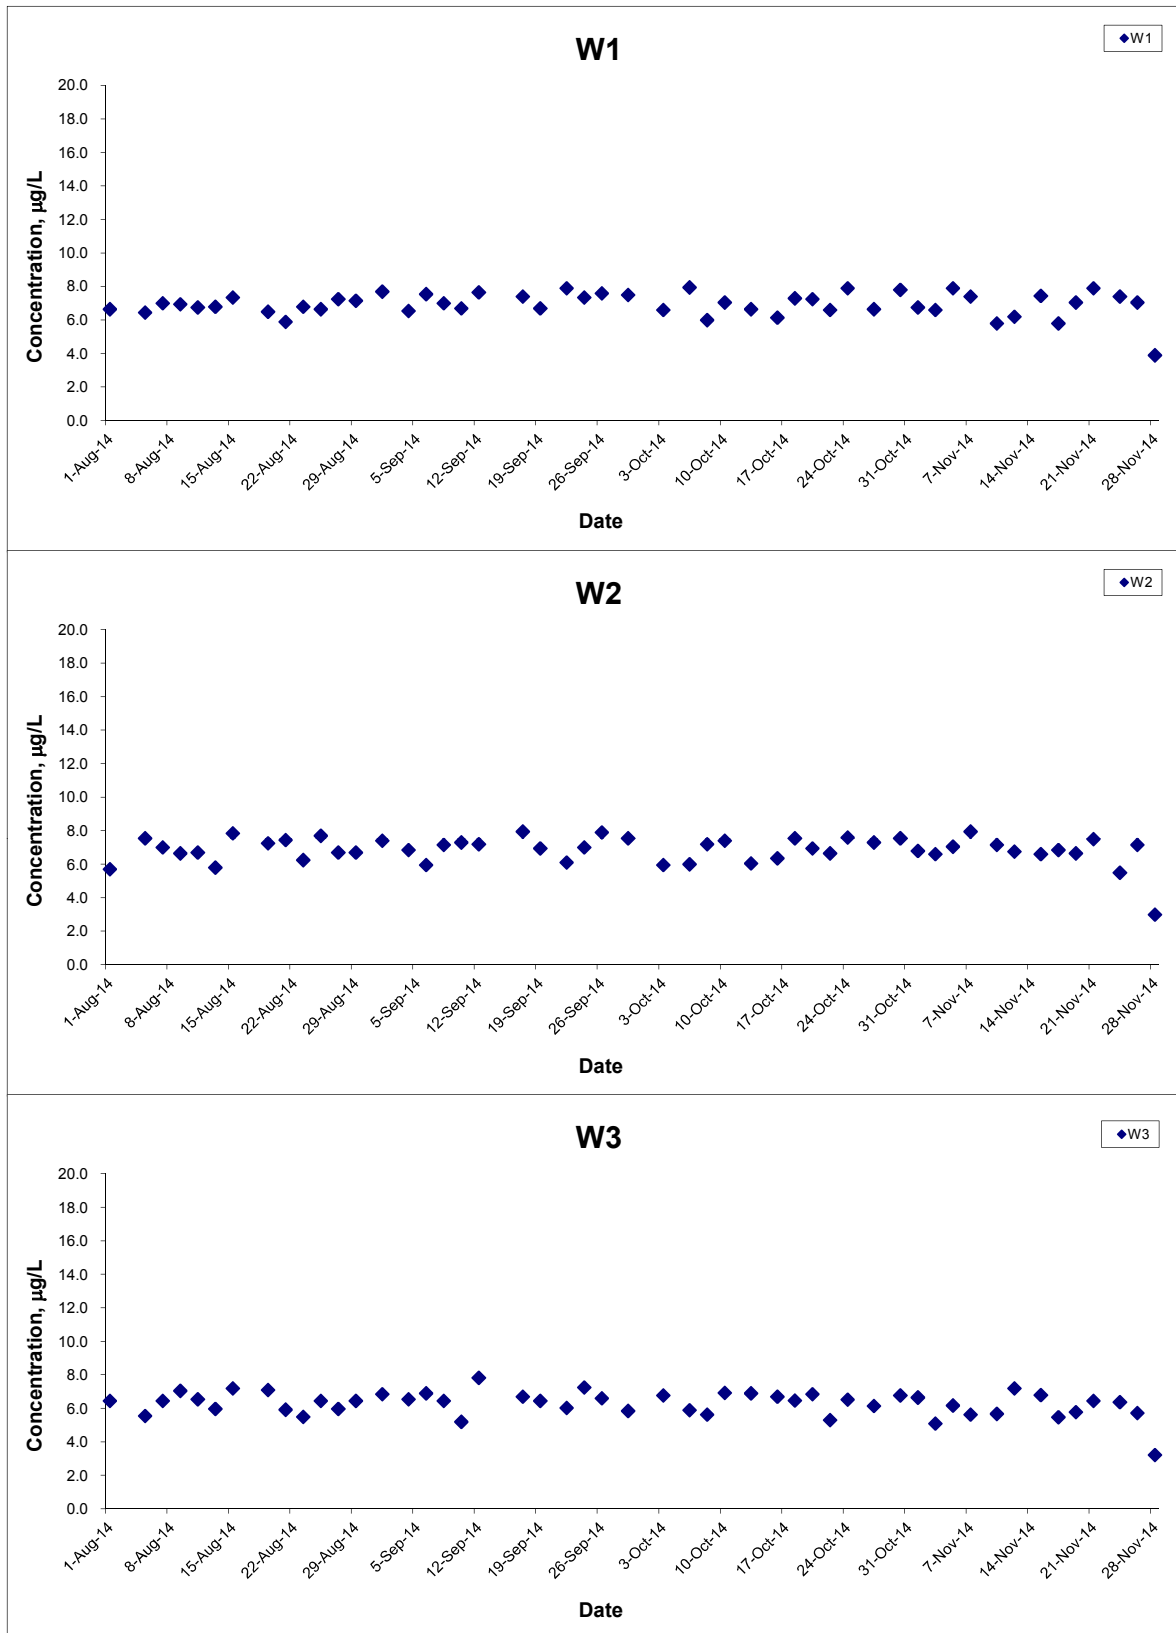 W1
W1
20.0
18.0
16.0
14.0
12.0
10.0
8.0
6.0
4.0
2.0
0.0
Concentration, µg/L
1-Aug-14
8-Aug-14
15-Aug-14
22-Aug-14
29-Aug-14
5-Sep-14
12-Sep-14
19-Sep-14
26-Sep-14
3-Oct-14
10-Oct-14
17-Oct-14
24-Oct-14
31-Oct-14
7-Nov-14
14-Nov-14
21-Nov-14
28-Nov-14
Date
W2
W2
20.0
18.0
16.0
14.0
12.0
10.0
8.0
6.0
4.0
2.0
0.0
Concentration, µg/L
1-Aug-14
8-Aug-14
15-Aug-14
22-Aug-14
29-Aug-14
5-Sep-14
12-Sep-14
19-Sep-14
26-Sep-14
3-Oct-14
10-Oct-14
17-Oct-14
24-Oct-14
31-Oct-14
7-Nov-14
14-Nov-14
21-Nov-14
28-Nov-14
Date
W3
W3
20.0
18.0
16.0
14.0
12.0
10.0
8.0
6.0
4.0
2.0
0.0
Concentration, µg/L
1-Aug-14
8-Aug-14
15-Aug-14
22-Aug-14
29-Aug-14
5-Sep-14
12-Sep-14
19-Sep-14
26-Sep-14
3-Oct-14
10-Oct-14
17-Oct-14
24-Oct-14
31-Oct-14
7-Nov-14
14-Nov-14
21-Nov-14
28-Nov-14
Date